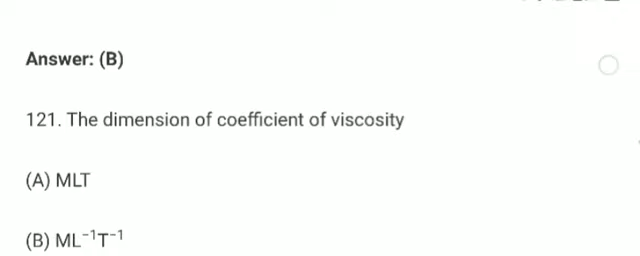 Answer: (B)
121. The dimension of coefficient of viscosity
(A) MLT
(B) ML⁻¹T⁻¹